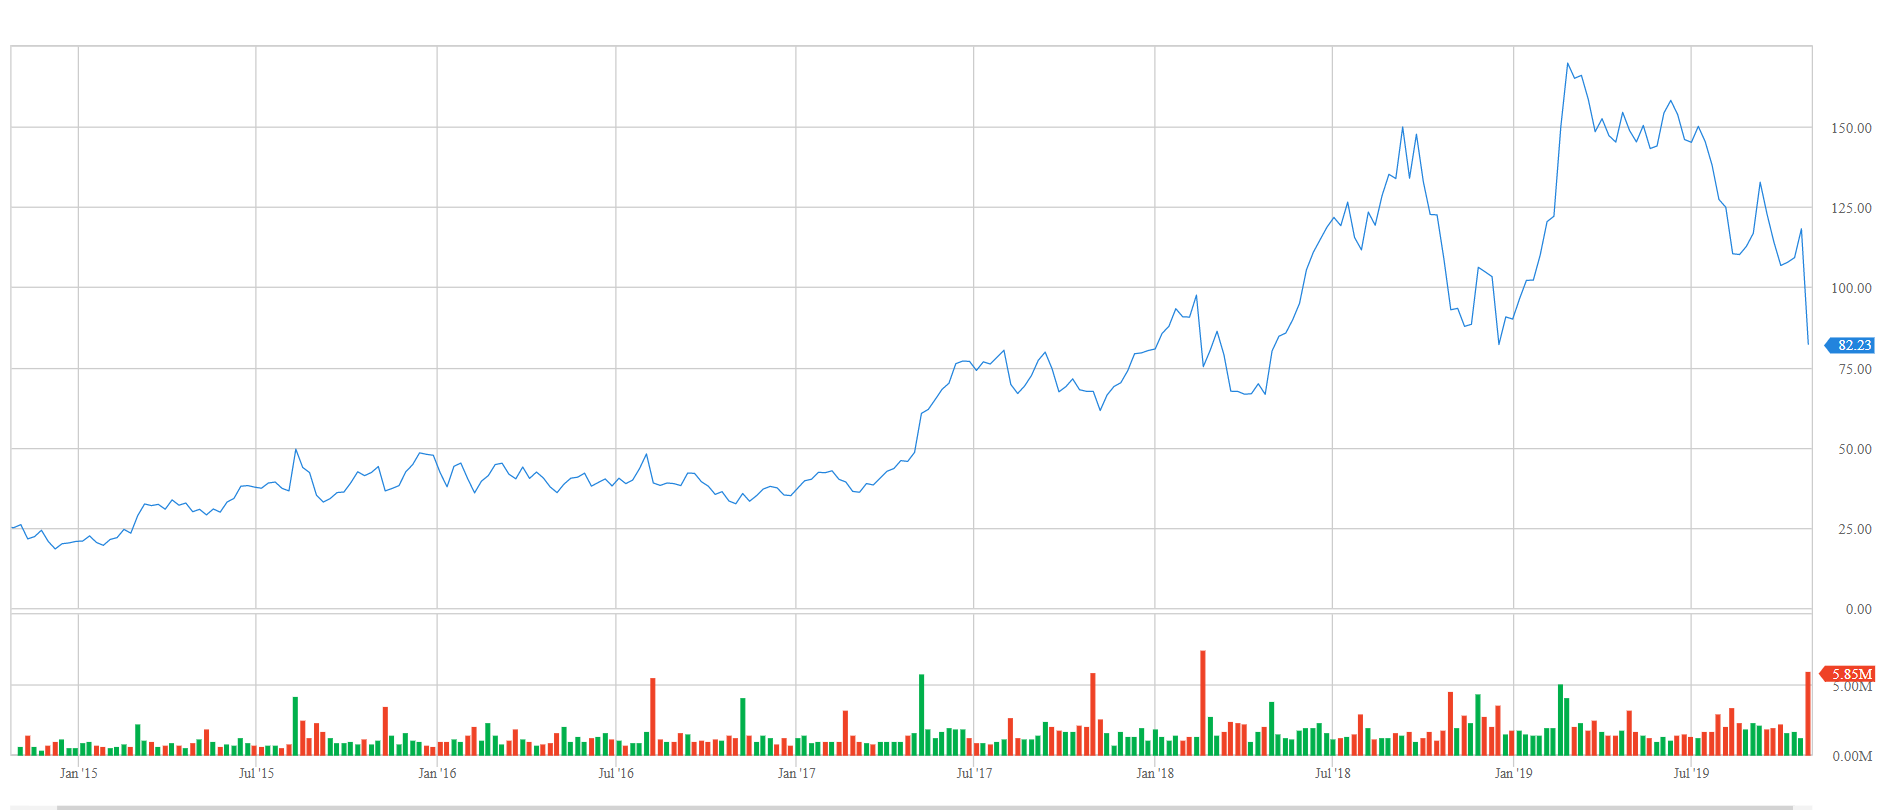 150.00
125.00
100.00
82.23
75.00
50.00
25.00
0.00
5.85M
5.00M
0.00M
Jan '15
Jul '15
Jan '16
Jul '16
Jan '17
Jul '17
Jan '18
Jul '18
Jan '19
Jul '19